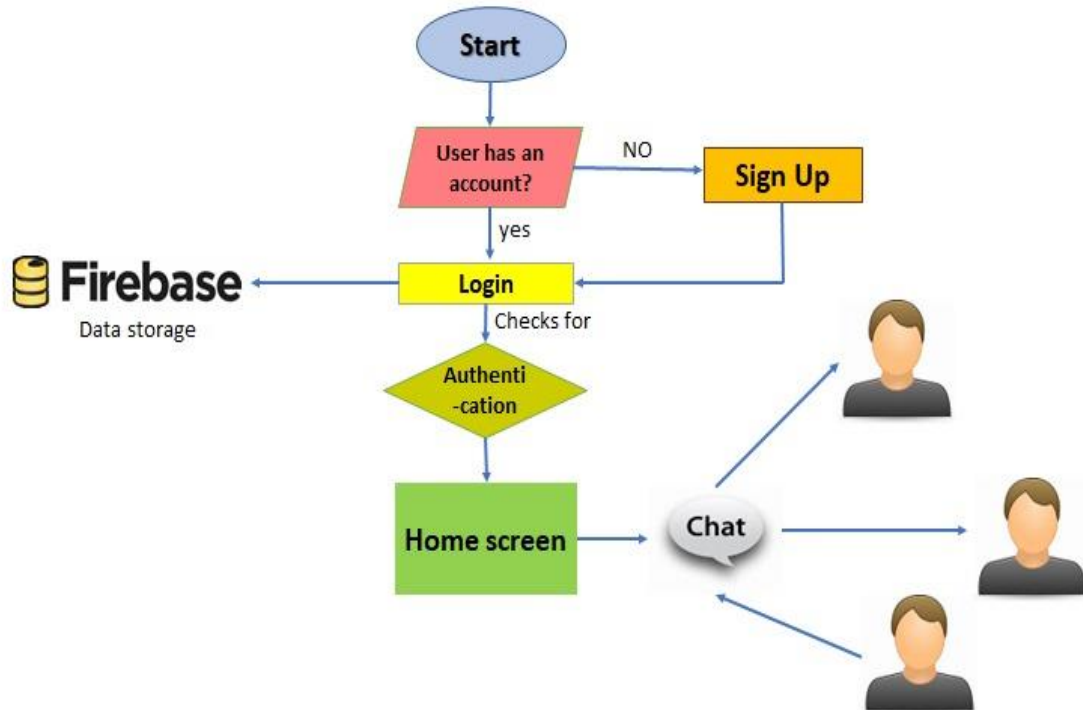 Start
User has an
account?
NO
Sign Up
yes
Firebase
Data storage
Login
Checks for
Authenti
-cation
Home screen
Chat